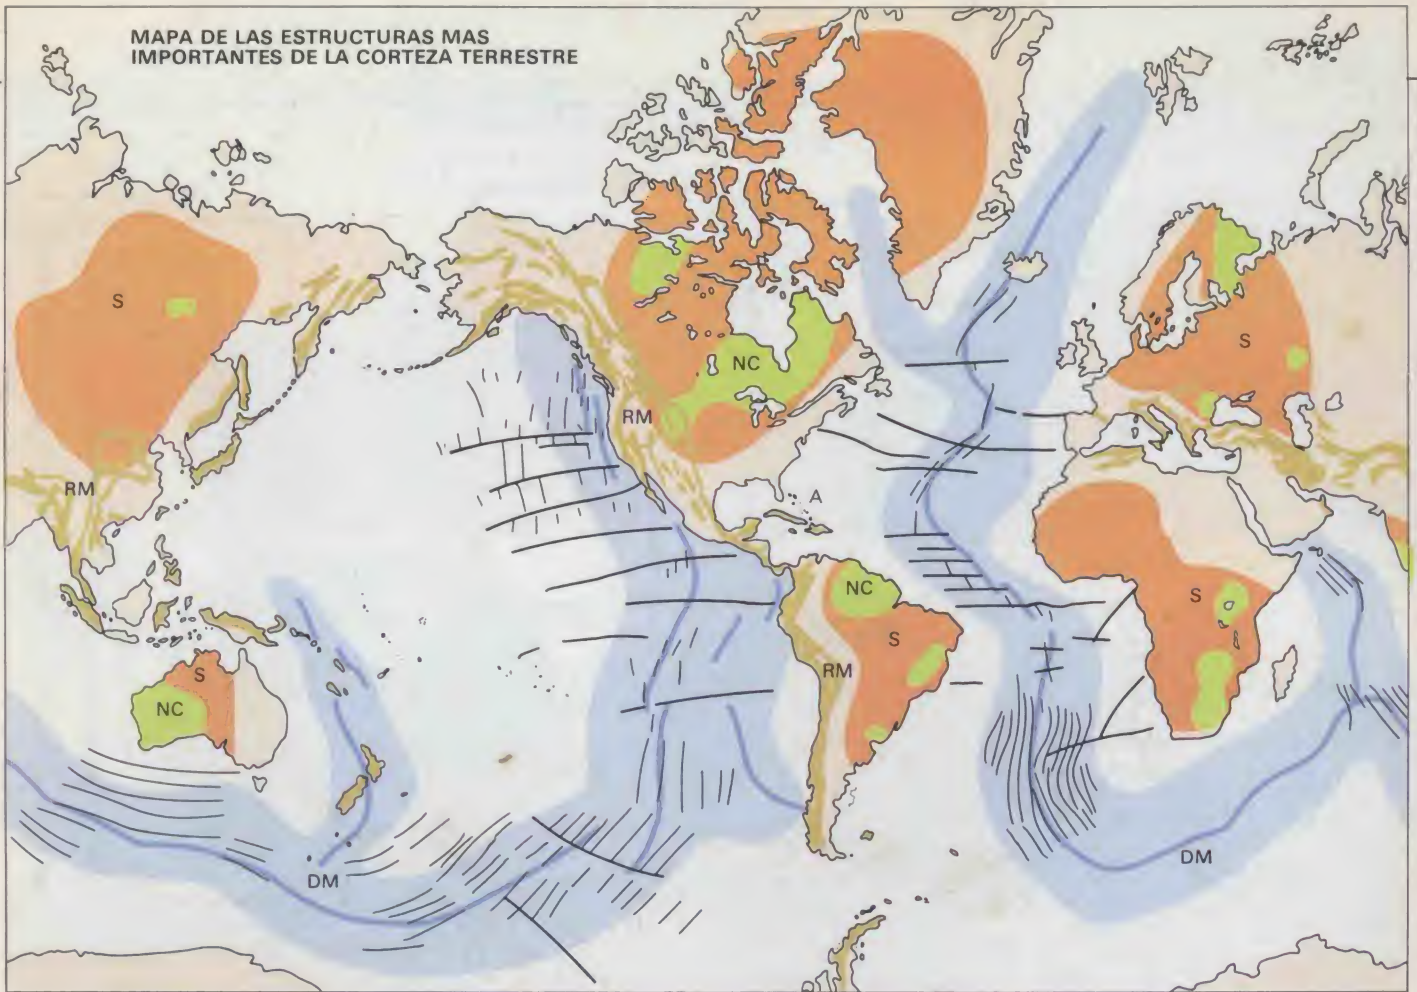 MAPA DE LAS ESTRUCTURAS MAS
IMPORTANTES DE LA CORTEZA TERRESTRE
S
S
NC
RM
RM
A
S
NC
S
RM
S
NC
DM
DM